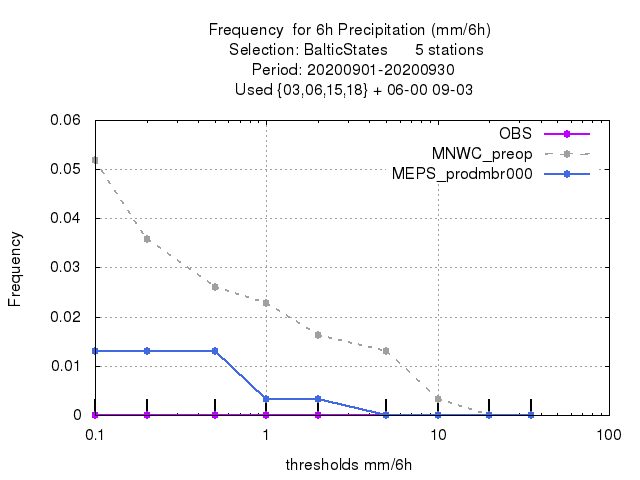 Frequency  for 6h Precipitation (mm/6h)
Selection: BalticStates      5 stations
Period: 20200901-20200930
Used {03,06,15,18} + 06-00 09-03
OBS
MNWC_preop
MEPS_prodmbr000
0.06
0.05
0.04
0.03
0.02
0.01
0
Frequency
0.1
1
10
100
thresholds mm/6h